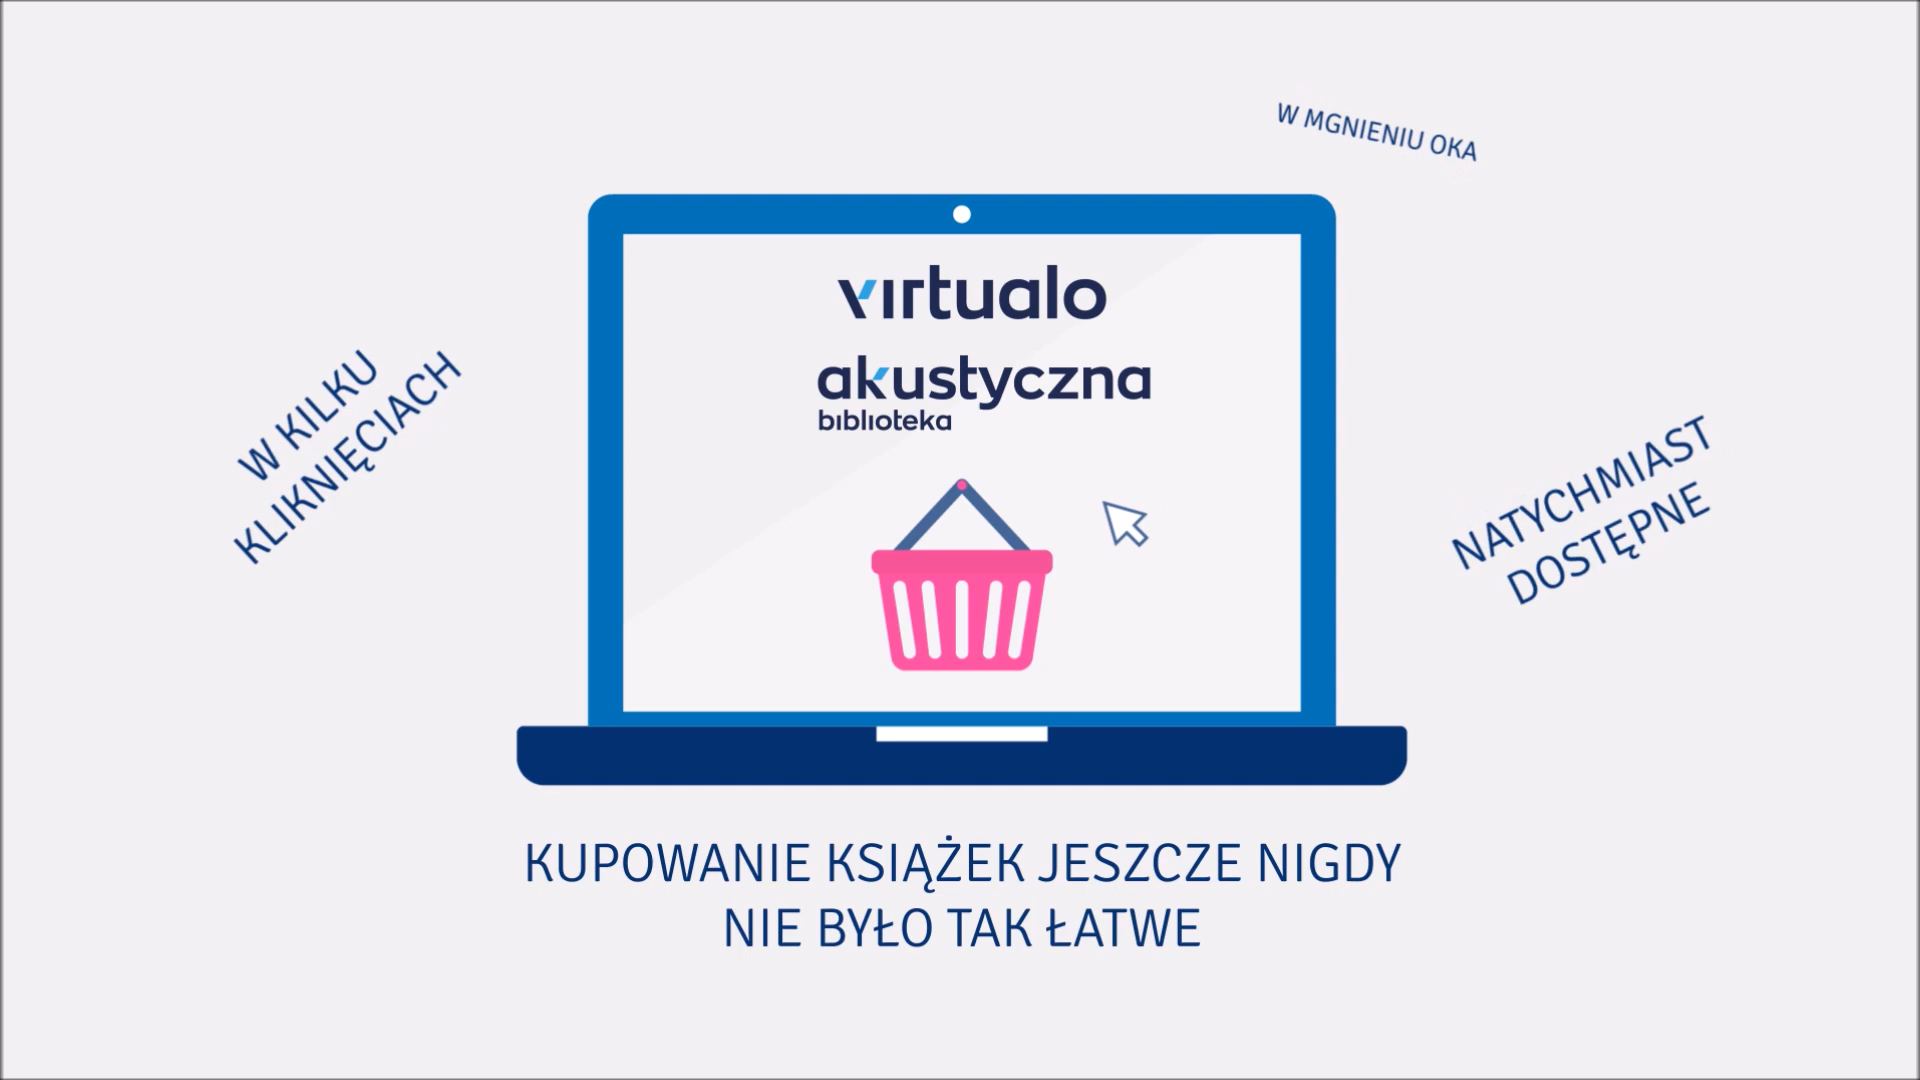 W MGNIENIU OKA
virtualo
akustyczna
biblioteka
W KILKU
KLIKNIĘCIACH
NATYCHMIAST
DOSTĘPNE
KUPOWANIE KSIĄŻEK JESZCZE NIGDY
NIE BYŁO TAK ŁATWE